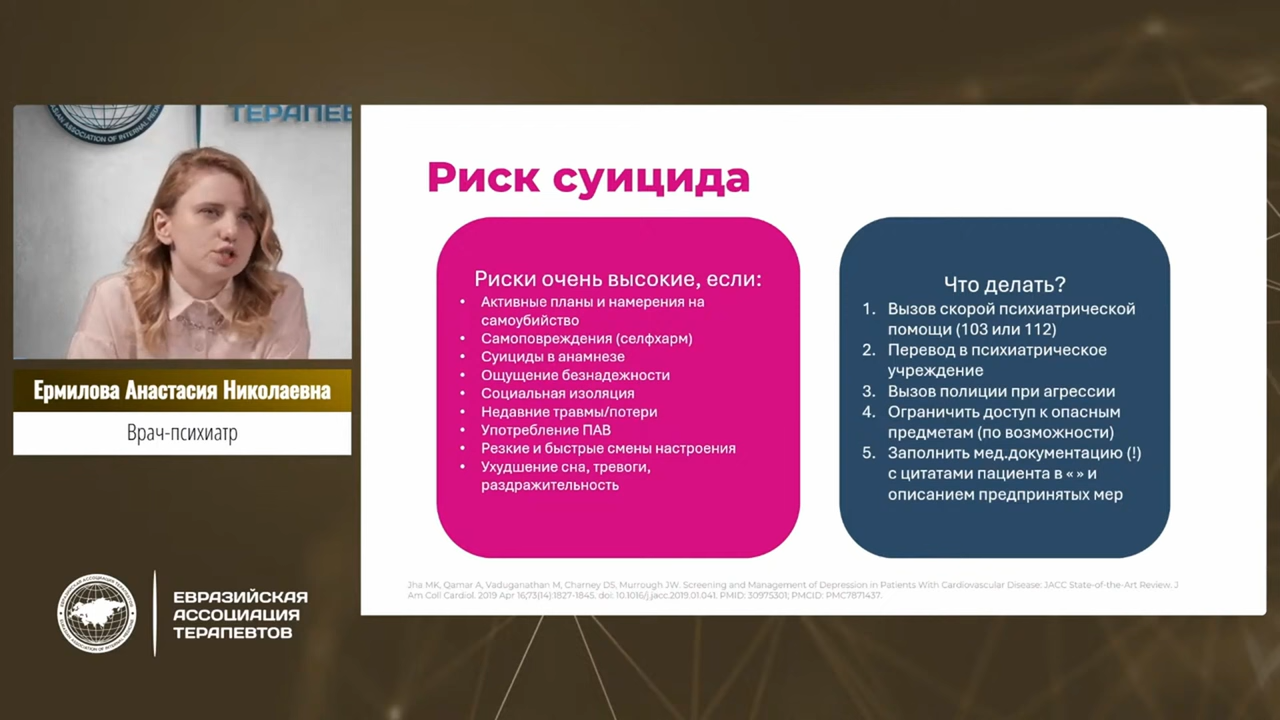 ASIAN ASSOCIATION OF INTERNAL MED
ТЕРАПЕ
Ермилова Анастасия Николаевна
Врач-психиатр
ЕВРАЗИЙСКАЯ
АССОЦИАЦИЯ
ТЕРАПЕВТОВ
Риск суицида
Риски очень высокие, если:
• Активные планы и намерения на
самоубийство
• Самоповреждения (селфхарм)
• Суициды в анамнезе
• Ощущение безнадежности
• Социальная изоляция
• Недавние травмы/потери
• Употребление ПАВ
• Резкие и быстрые смены настроения
• Ухудшение сна, тревоги,
раздражительность
Что делать?
1. Вызов скорой психиатрической
помощи (103 или 112)
2. Перевод в психиатрическое
учреждение
3. Вызов полиции при агрессии
4. Ограничить доступ к опасным
предметам (по возможности)
5. Заполнить мед.документацию (!)
с цитатами пациента в « » и
описанием предпринятых мер
Jha MK, Qamar A, Vaduganathan M, Charney DS, Murrough JW. Screening and Management of Depression in Patients With Cardiovascular Disease: JACC State-of-the-Art Review. J
Am Coll Cardiol. 2019 Apr 16;73(14):1827-1845. doi: 10.1016/j.jacc.2019.01.041. PMID: 30975301; PMCID: PMC7871437.